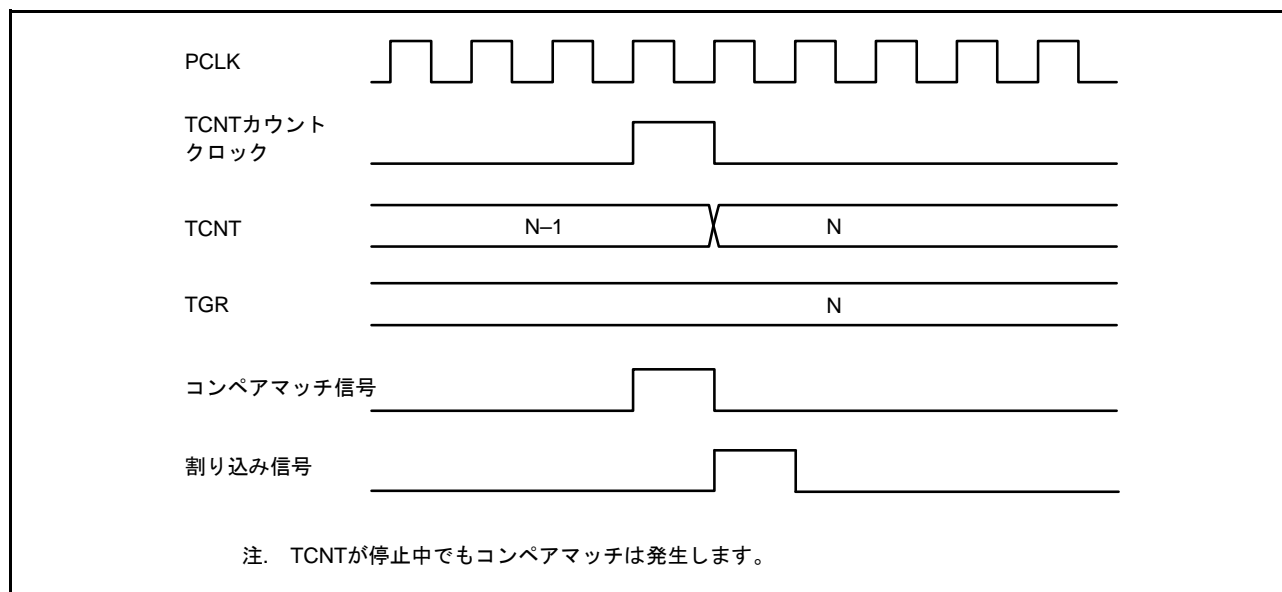 PCLK
TCNTカウント
クロック
TCNT
N–1
N
TGR
N
コンペアマッチ信号
割り込み信号
注. TCNTが停止中でもコンペアマッチは発生します。